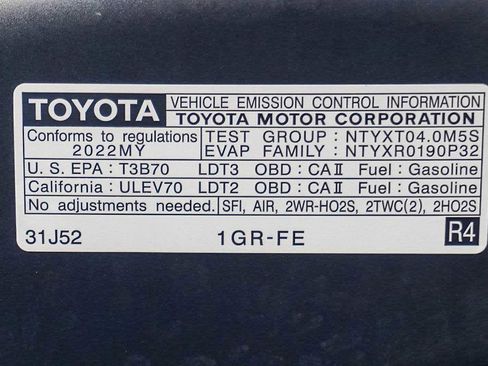 TOYOTA VEHICLE EMISSION CONTROL INFORMATION
TOYOTA MOTOR CORPORATION
Conforms to regulations TEST GROUP : NTYXT04.0M5S
2022MY EVAP FAMILY : NTYXR0190P32
U. S. EPA : T3B70 LDT3 OBD : CAⅡ Fuel : Gasoline
California : ULEV70 LDT2 OBD : CAⅡ Fuel : Gasoline
No adjustments needed. SFI, AIR, 2WR-HO2S, 2TWC(2), 2HO2S
31J52 1GR-FE R4